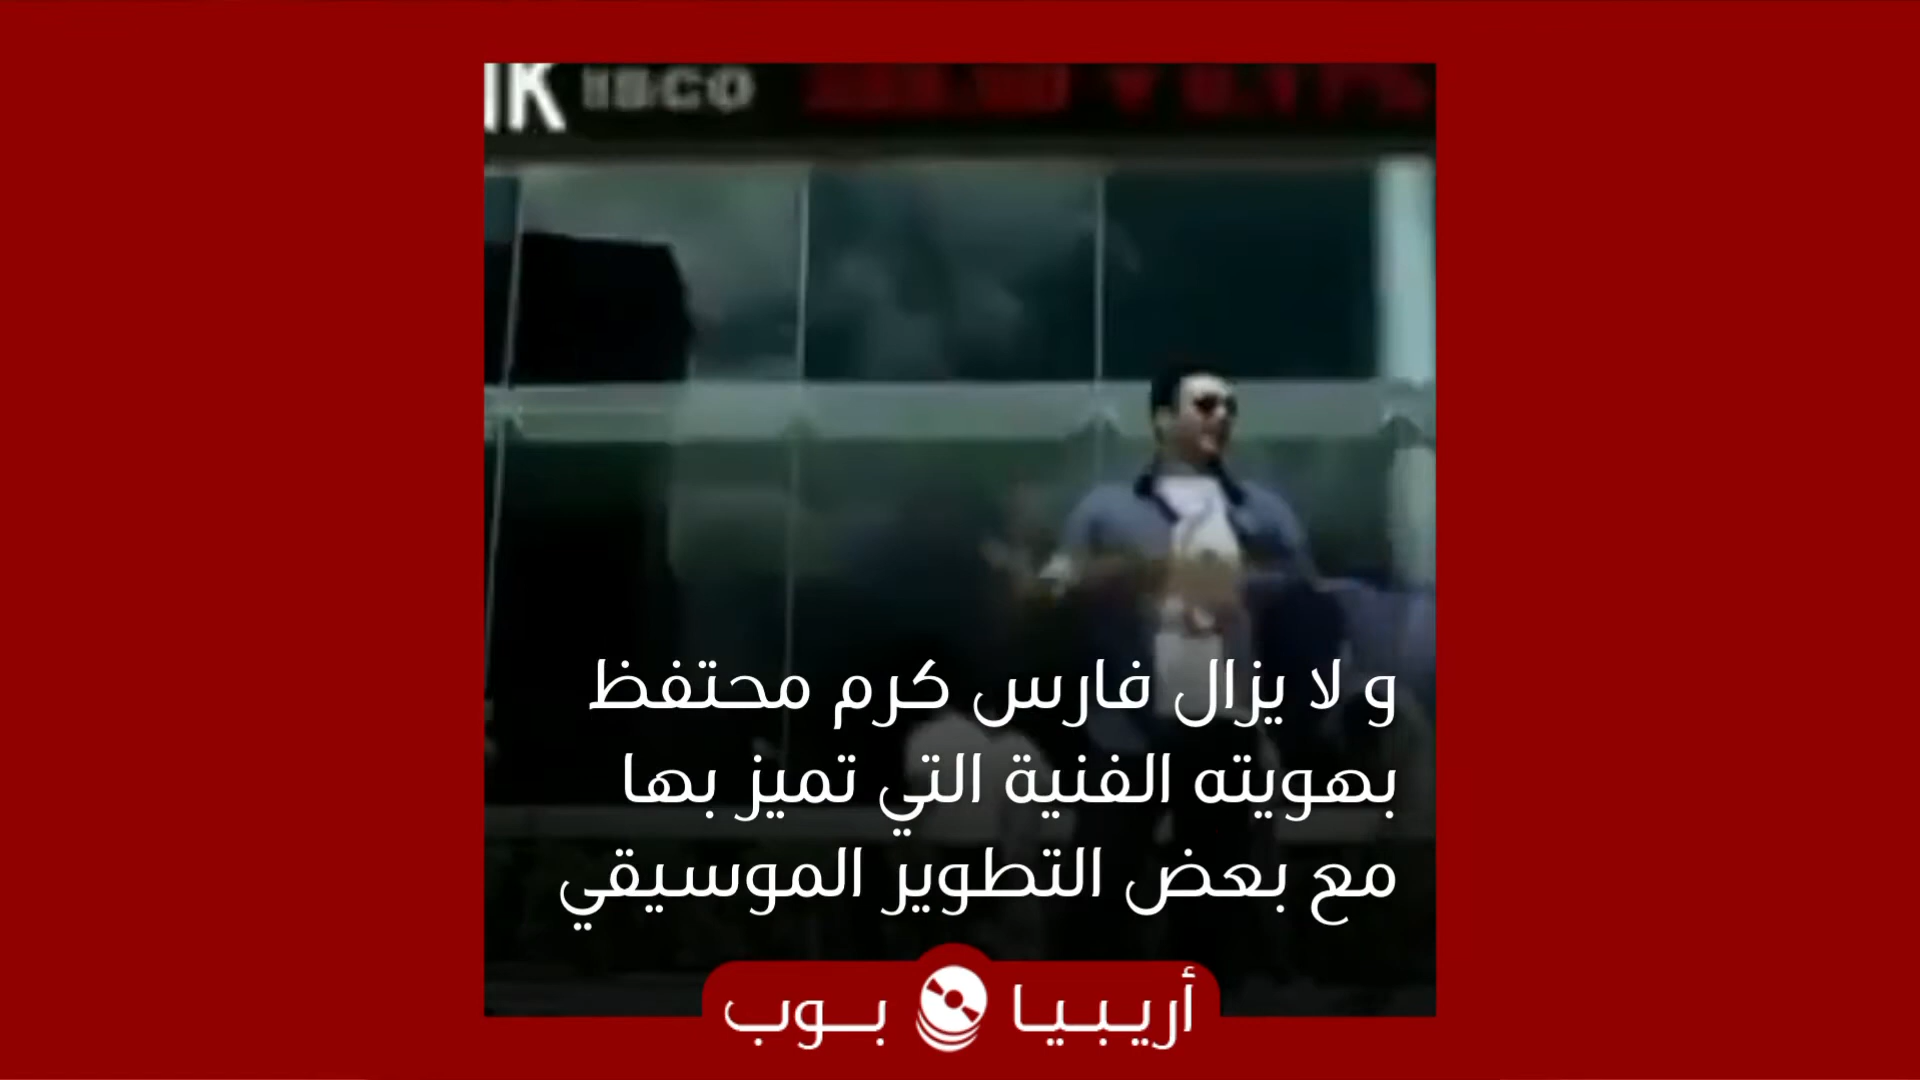 و لا يزال فارس كرم محتفظ
بهويته الفنية التي تميز بها
مع بعض التطوير الموسيقي
أريبيا بوب